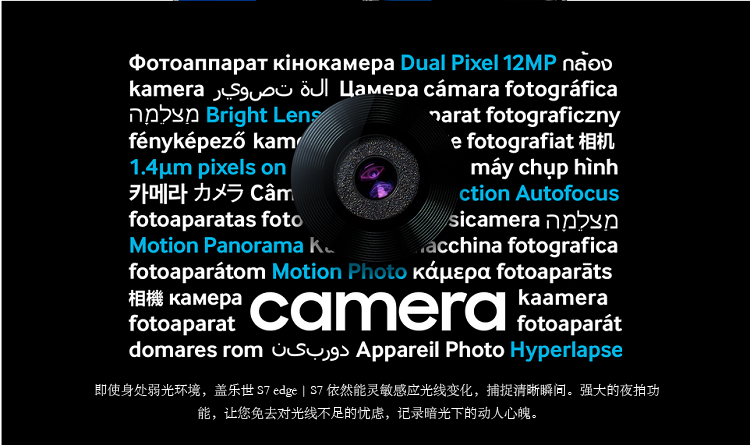 Фотоаппарат кінокамера Dual Pixel 12MP กล้อง
kamera الة تصوير Цамера cámara fotográfica
מַצלֵמָה Bright Lens parat fotograficzny
fényképező kame e fotografiat 相机
1.4µm pixels on máy chụp hình
카메라 カメラ Câm ction Autofocus
fotoaparatas foto sicamera מַצלֵמָה
Motion Panorama Ka acchina fotografica
fotoaparátom Motion Photo κάμερα fotoaparāts
相機 камера camera kaamera
fotoaparat fotoaparát
domares rom دوربین Appareil Photo Hyperlapse
即使身处弱光环境，盖乐世 S7 edge | S7 依然能灵敏感应光线变化，捕捉清晰瞬间。强大的夜拍功
能，让您免去对光线不足的忧虑，记录暗光下的动人心魄。